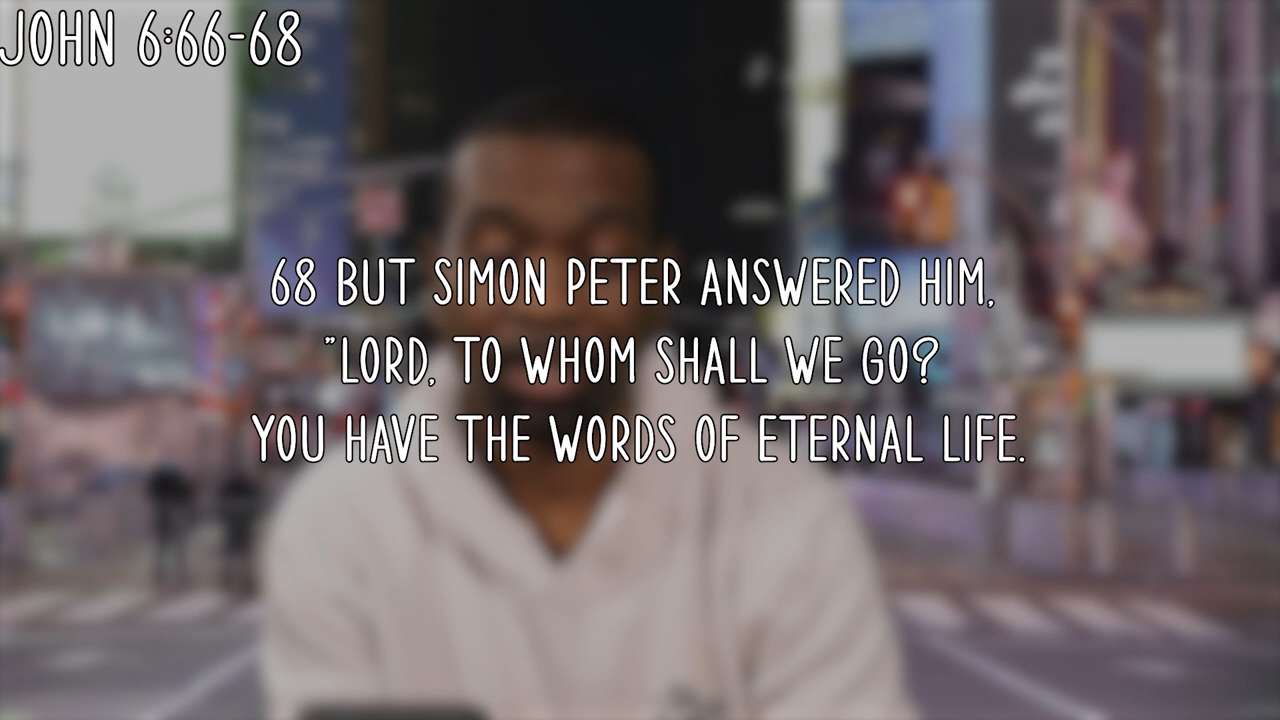 JOHN 6:66-68
68 BUT SIMON PETER ANSWERED HIM,
"LORD, TO WHOM SHALL WE GO?
YOU HAVE THE WORDS OF ETERNAL LIFE.